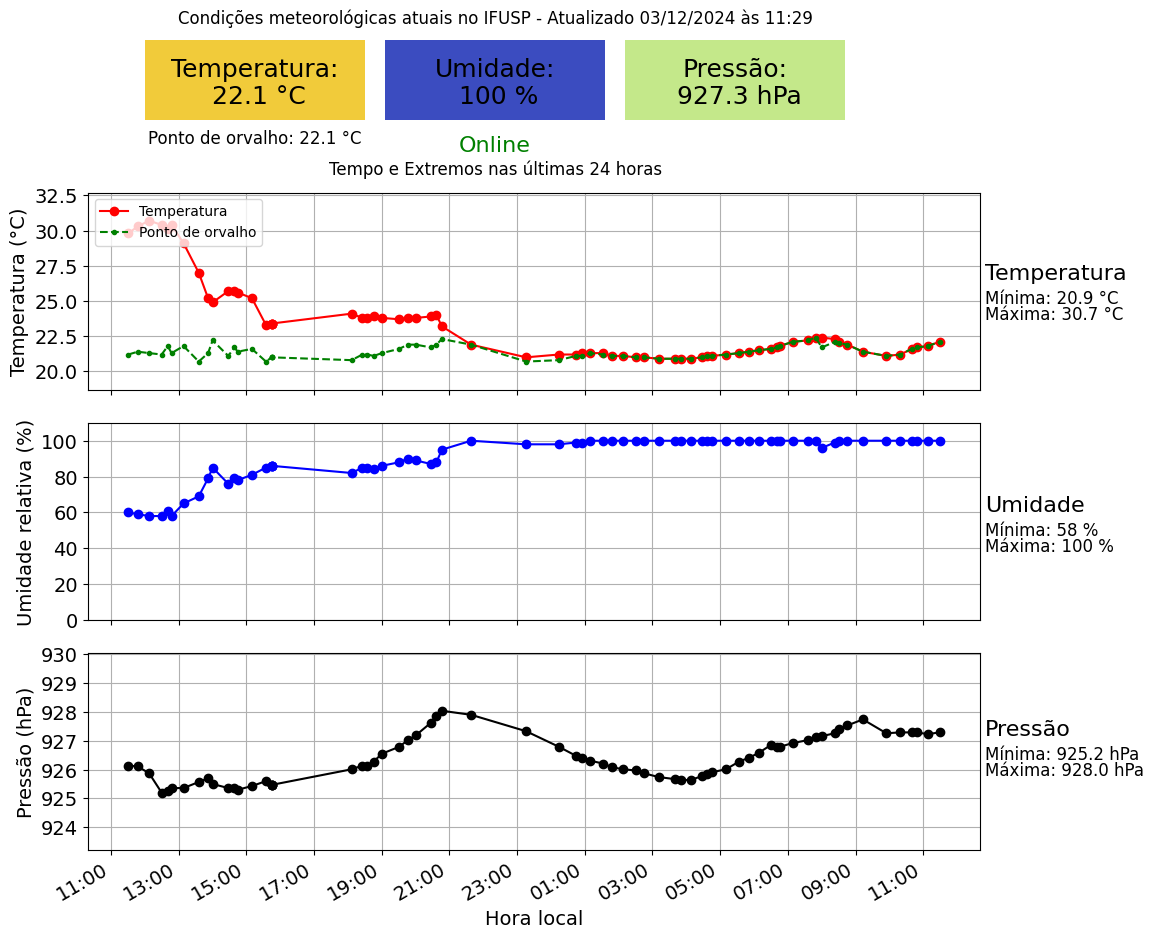 Condições meteorológicas atuais no IFUSP - Atualizado 03/12/2024 às 11:29
Temperatura:
22.1 °C
Umidade:
100 %
Pressão:
927.3 hPa
Ponto de orvalho: 22.1 °C
Online
Tempo e Extremos nas últimas 24 horas
Temperatura (°C)
32.5
30.0
27.5
25.0
22.5
20.0
Temperatura
Ponto de orvalho
Temperatura
Mínima: 20.9 °C
Máxima: 30.7 °C
Umidade relativa (%)
100
80
60
40
20
0
Umidade
Mínima: 58 %
Máxima: 100 %
Pressão (hPa)
930
929
928
927
926
925
924
Pressão
Mínima: 925.2 hPa
Máxima: 928.0 hPa
11:00 13:00 15:00 17:00 19:00 21:00 23:00 01:00 03:00 05:00 07:00 09:00 11:00
Hora local